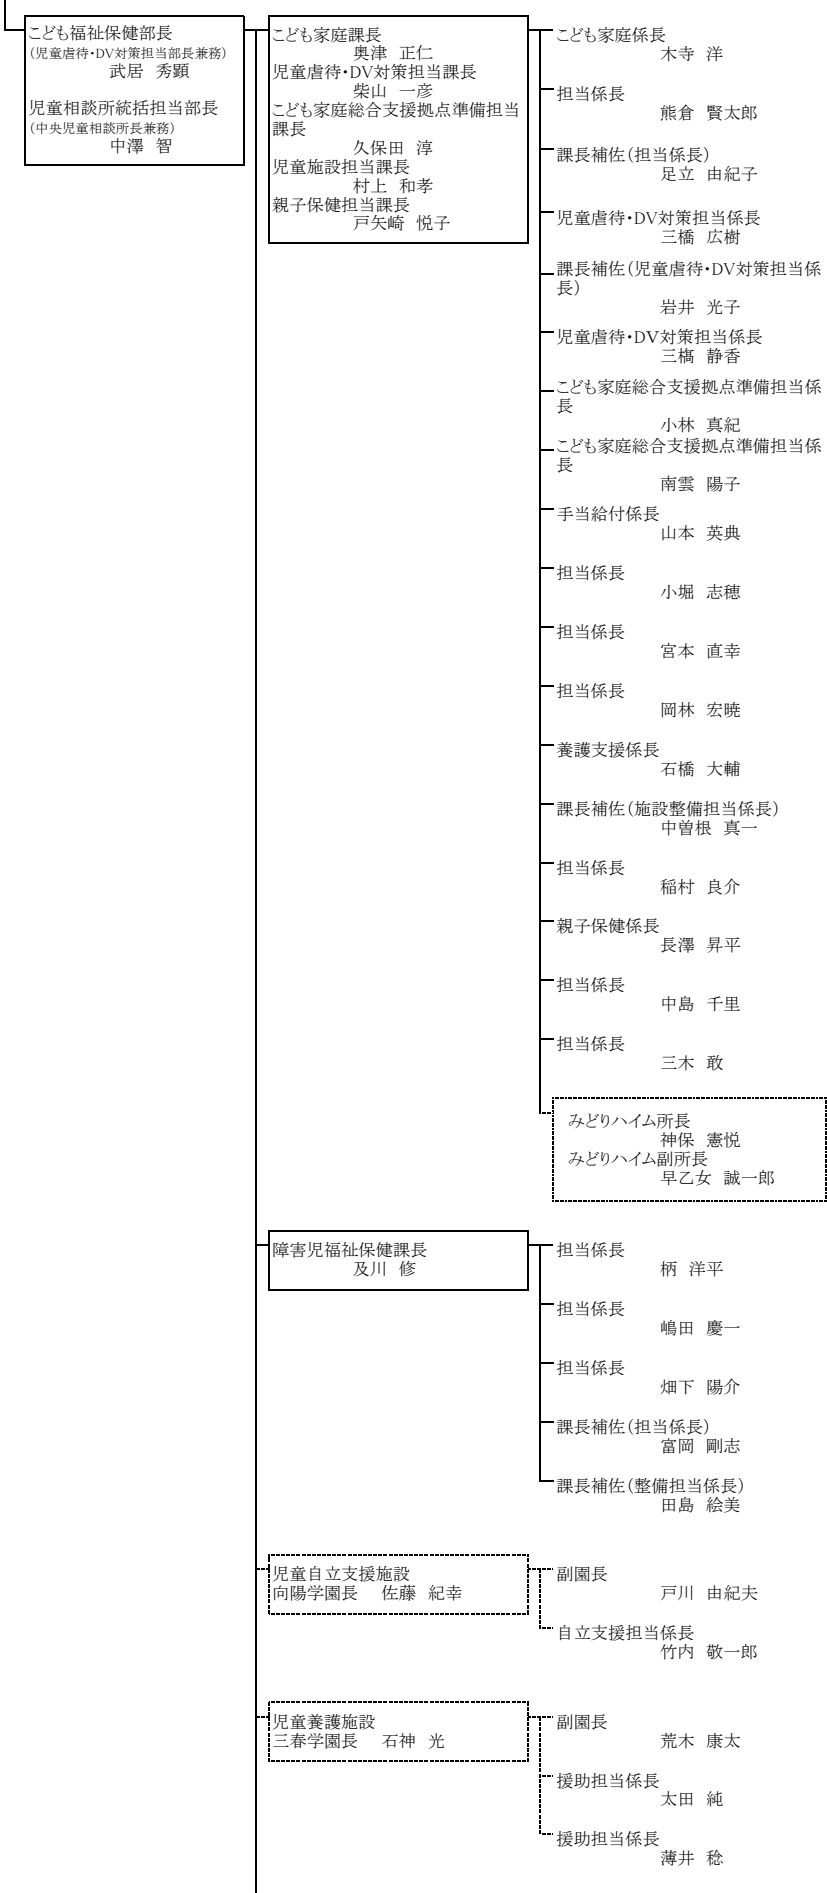 こども福祉保健部長
(児童虐待・DV対策担当部長兼務)
武居 秀顕
児童相談所統括担当部長
(中央児童相談所長兼務)
中澤 智
こども家庭課長
奥津 正仁
児童虐待・DV対策担当課長
柴山 一彦
こども家庭総合支援拠点準備担当
課長
久保田 淳
児童施設担当課長
村上 和孝
親子保健担当課長
戸矢崎 悦子
こども家庭係長
木寺 洋
担当係長
熊倉 賢太郎
課長補佐(担当係長)
足立 由紀子
児童虐待・DV対策担当係長
三橋 広樹
課長補佐(児童虐待・DV対策担当係
長)
岩井 光子
児童虐待・DV対策担当係長
三槗 静香
こども家庭総合支援拠点準備担当係
長
小林 真紀
こども家庭総合支援拠点準備担当係
長
南雲 陽子
手当給付係長
山本 英典
担当係長
小堀 志穂
担当係長
宮本 直幸
担当係長
岡林 宏暁
養護支援係長
石橋 大輔
課長補佐(施設整備担当係長)
中曽根 真一
担当係長
稲村 良介
親子保健係長
長澤 昇平
担当係長
中島 千里
担当係長
三木 敢
みどりハイム所長
神保 憲悦
みどりハイム副所長
早乙女 誠一郎
障害児福祉保健課長
及川 修
担当係長
柄 洋平
担当係長
嶋田 慶一
担当係長
畑下 陽介
課長補佐(担当係長)
富岡 剛志
課長補佐(整備担当係長)
田島 絵美
児童自立支援施設
向陽学園長 佐藤 紀幸
副園長
戸川 由紀夫
自立支援担当係長
竹内 敬一郎
児童養護施設
三春学園長 石神 光
副園長
荒木 康太
援助担当係長
太田 純
援助担当係長
薄井 稔